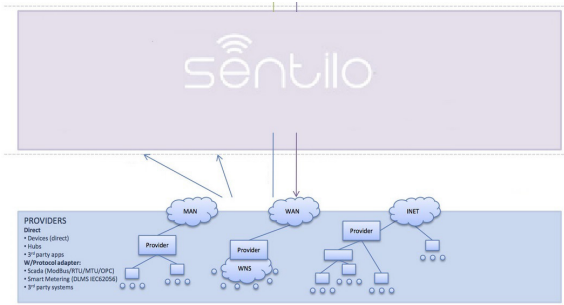 sentilo
MAN
WAN
INET
PROVIDERS
Direct
• Devices (direct)
• Hubs
• 3rd party apps
W/Protocol adapter:
• Scada (ModBus/RTU/MTU/OPC)
• Smart Metering (DLMS IEC62056)
• 3rd party systems
Provider
Provider
WNS
Provider